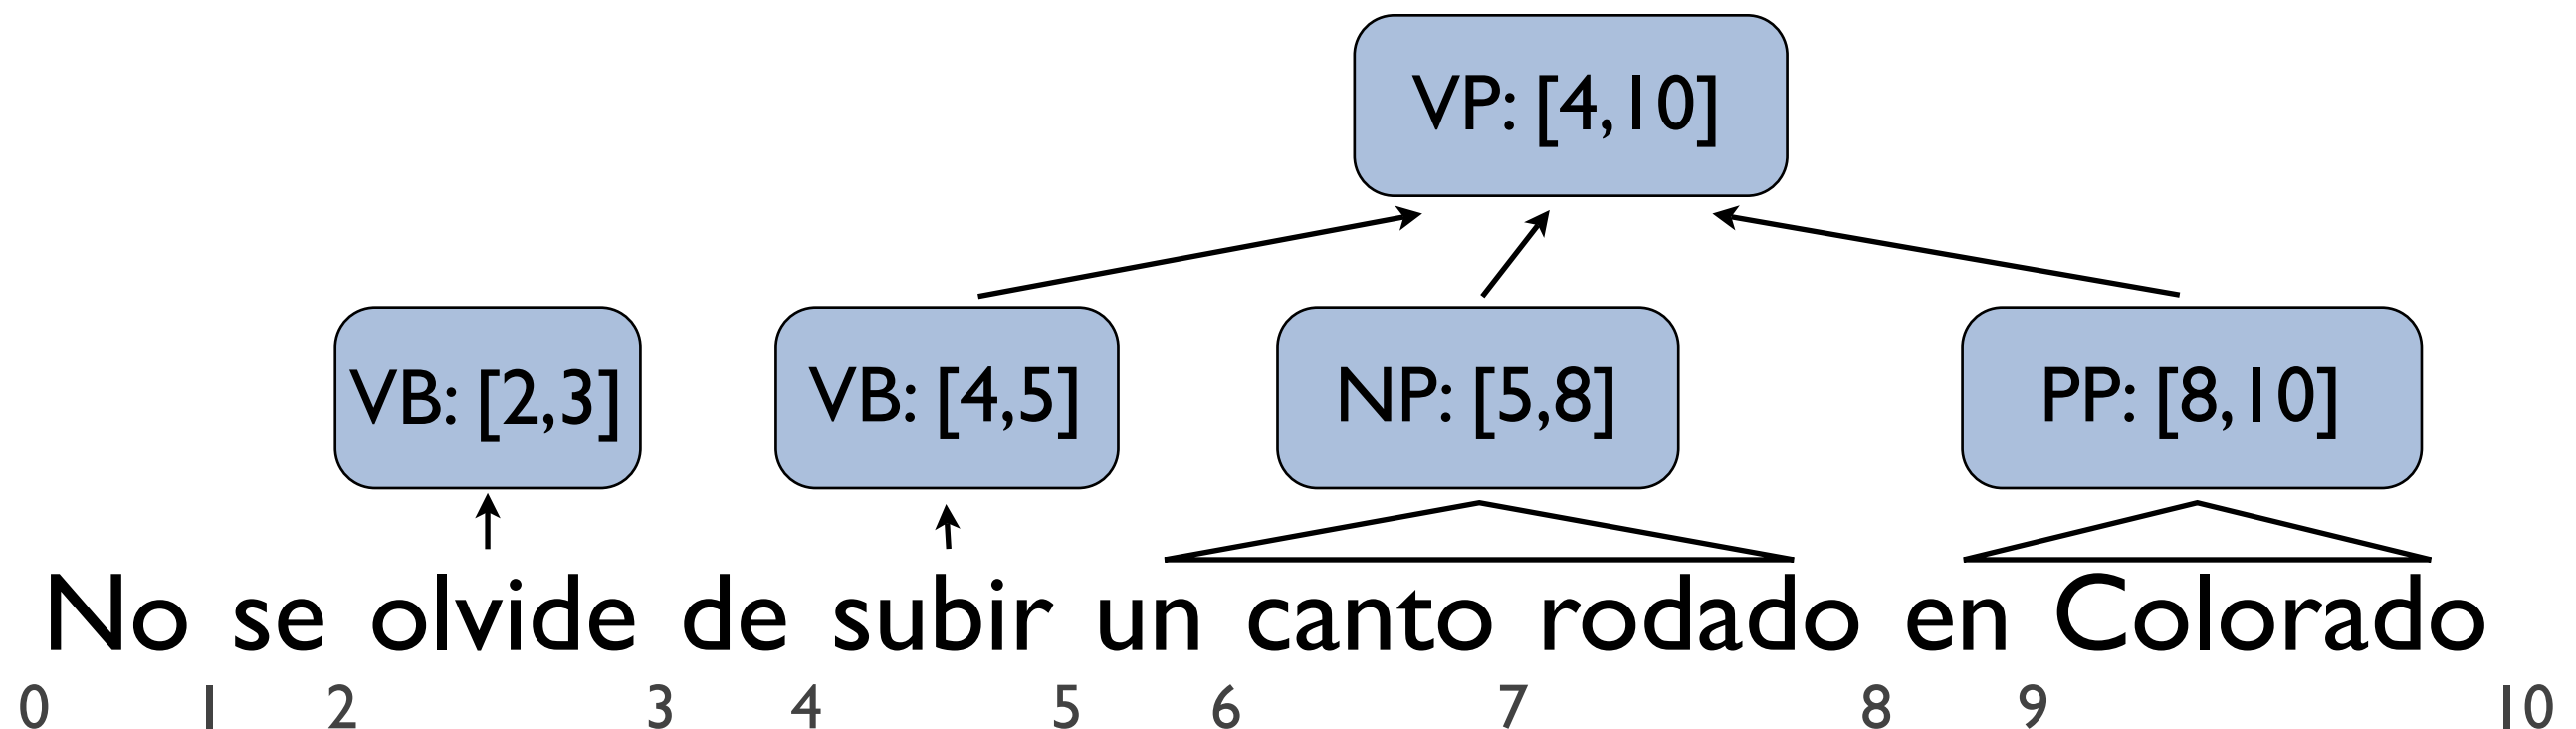 VP: [4,10]
VB: [2,3] VB: [4,5] NP: [5,8] PP: [8,10]
No se olvide de subir un canto rodado en Colorado
0 1 2 3 4 5 6 7 8 9 10